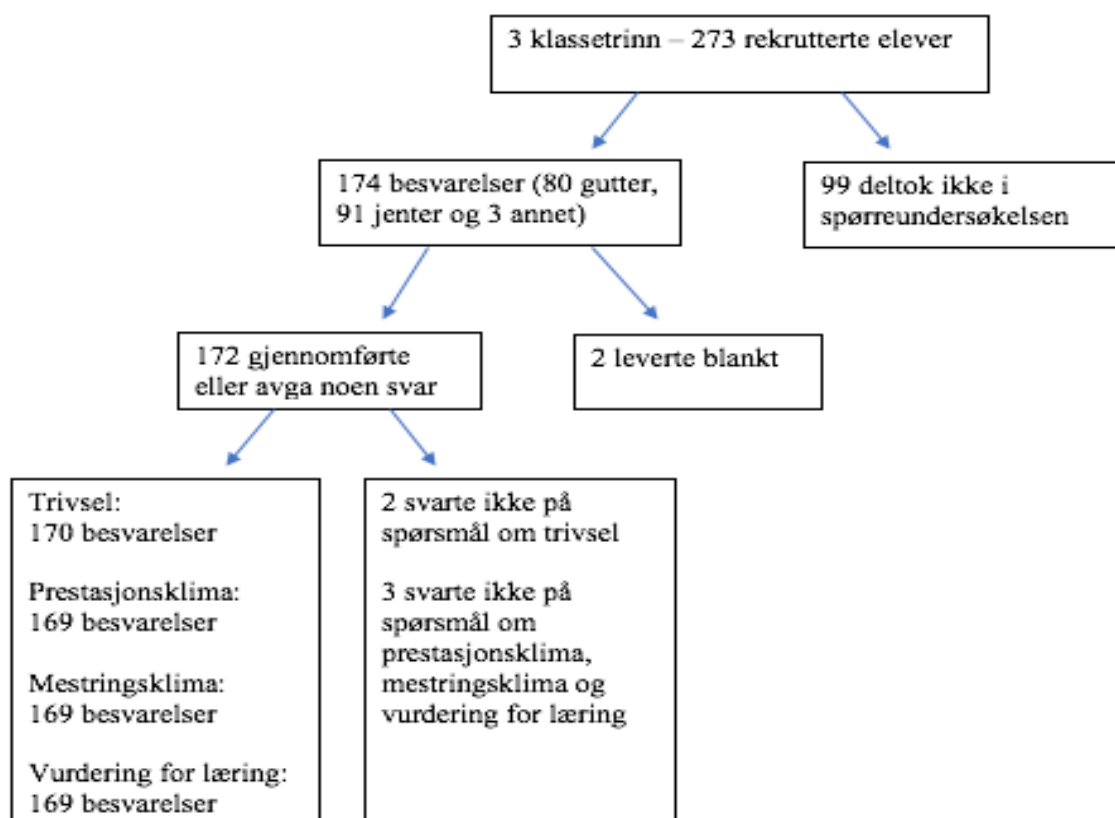 3 klassetrinn – 273 rekrutterte elever
174 besvarelser (80 gutter,
91 jenter og 3 annet)
99 deltok ikke i
spørreundersøkelsen
172 gjennomførte
eller avga noen svar
2 leverte blankt
Trivsel:
170 besvarelser
Prestasjonsklima:
169 besvarelser
Mestringsklima:
169 besvarelser
Vurdering for læring:
169 besvarelser
2 svarte ikke på
spørsmål om trivsel
3 svarte ikke på
spørsmål om
prestasjonsklima,
mestringsklima og
vurdering for læring